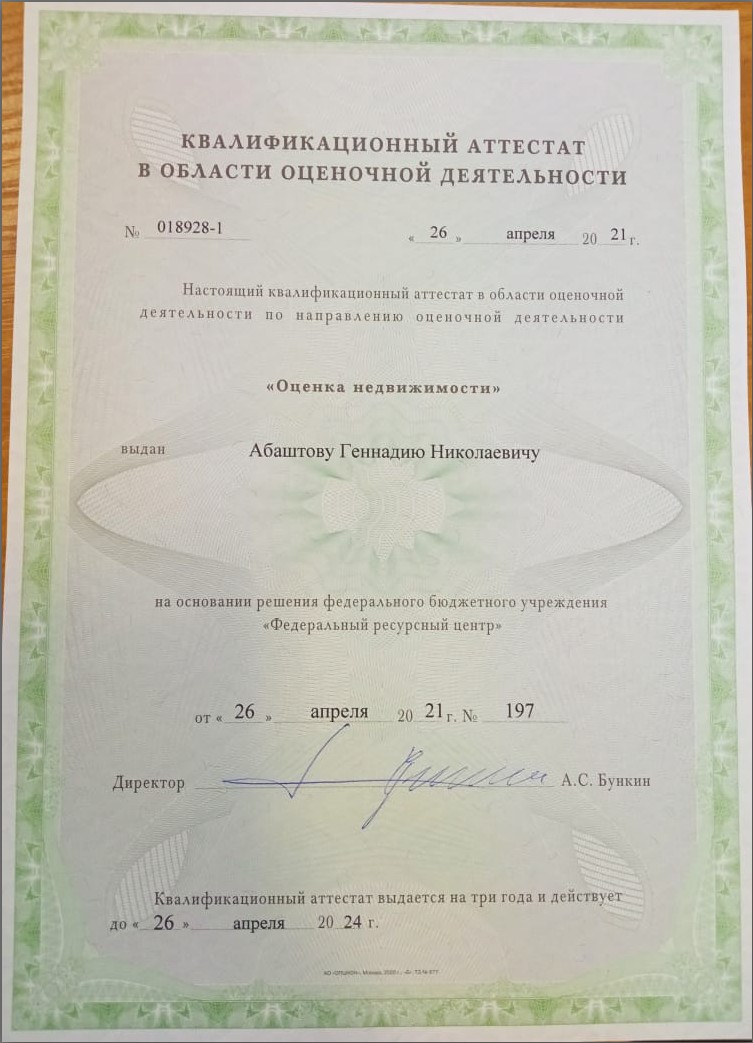 КВАЛИФИКАЦИОННЫЙ АТТЕСТАТ
В ОБЛАСТИ ОЦЕНОЧНОЙ ДЕЯТЕЛЬНОСТИ
№ 018928-1 « 26 » апреля 20 21 г.
Настоящий квалификационный аттестат в области оценочной
деятельности по направлению оценочной деятельности
«Оценка недвижимости»
выдан Абаштову Геннадию Николаевичу
на основании решения федерального бюджетного учреждения
«Федеральный ресурсный центр»
от « 26 » апреля 20 21 г. № 197
Директор А.С. Бункин
Квалификационный аттестат выдается на три года и действует
до « 26 » апреля 20 24 г.
АО «ОПЦИОН», Москва,